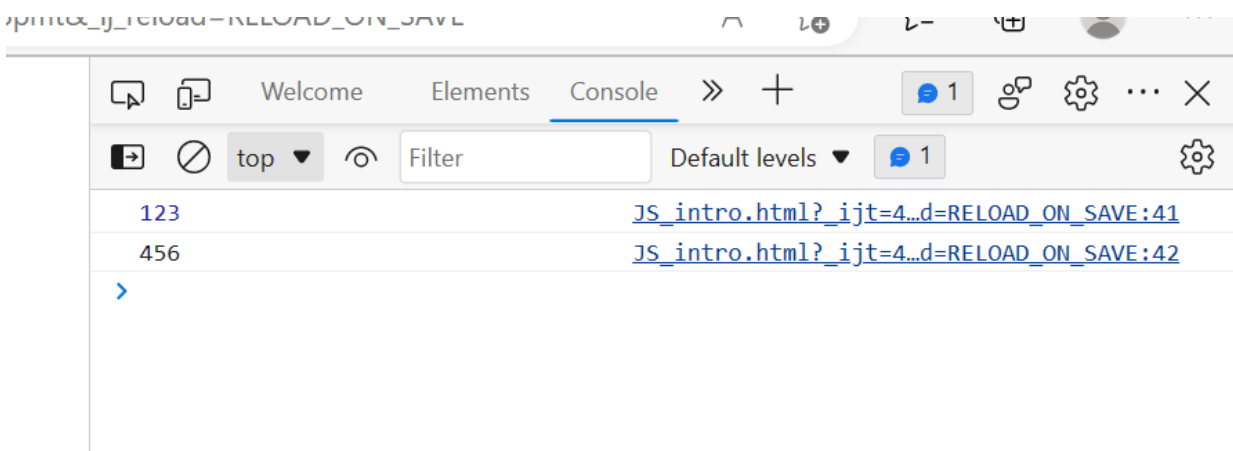 Welcome Elements Console 1
top Filter Default levels 1
123 JS_intro.html?_ijt=4…d=RELOAD_ON_SAVE:41
456 JS_intro.html?_ijt=4…d=RELOAD_ON_SAVE:42